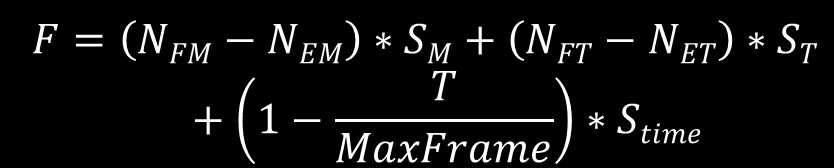 F = (N_FM − N_EM) ∗ S_M + (N_FT − N_ET) ∗ S_T
+ (1 − T/MaxFrame) ∗ S_time